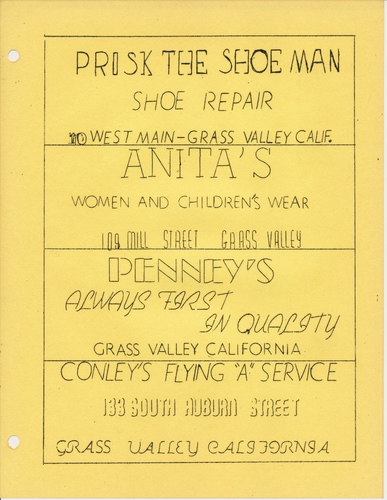 PRISK THE SHOE MAN
SHOE REPAIR
110 WEST MAIN-GRASS VALLEY CALIF.
ANITA'S
WOMEN AND CHILDREN'S WEAR
108 MILL STREET GRASS VALLEY
PENNEY'S
ALWAYS FIRST
IN QUALITY
GRASS VALLEY CALIFORNIA
CONLEY'S FLYING "A" SERVICE
133 SOUTH AUBURN STREET
GRASS VALLEY CALIFORNIA